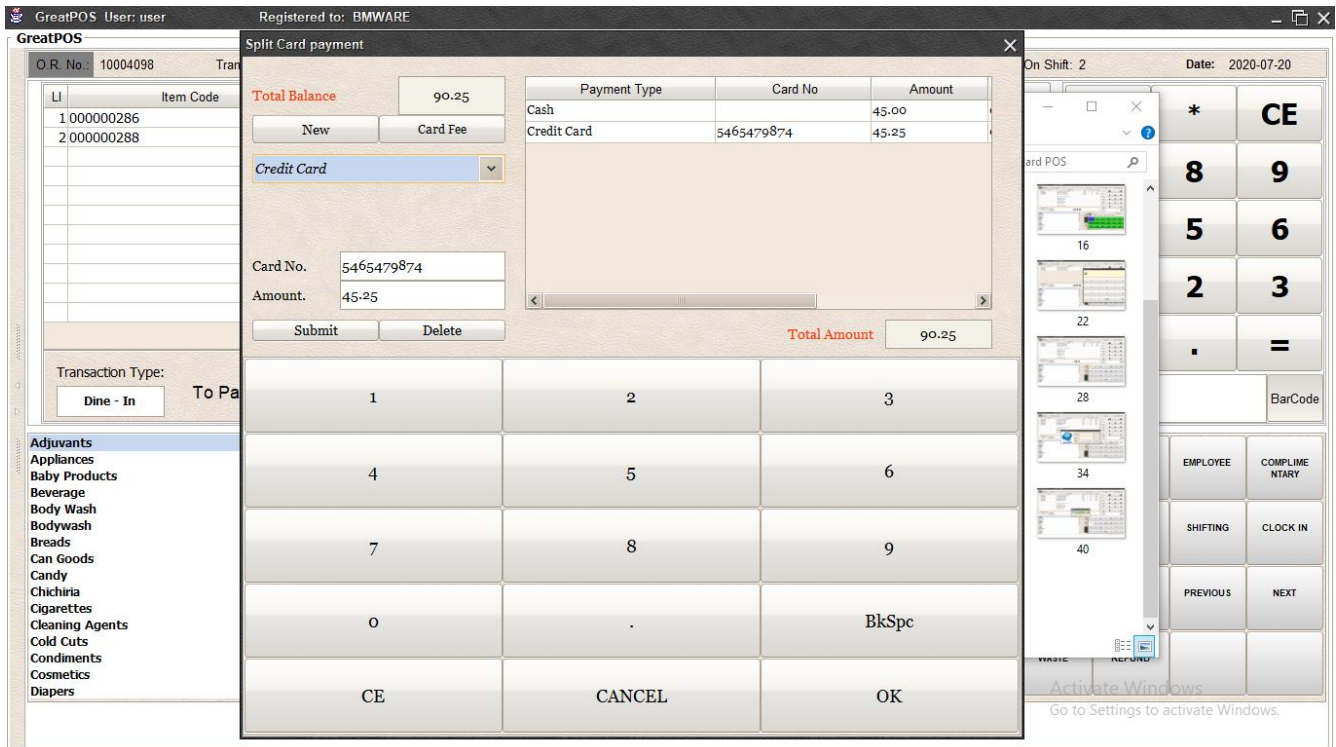 GreatPOS User: user Registered to: BMWARE
GreatPOS
Split Card payment
O.R. No.: 10004098 Tran
On Shift: 2 Date: 2020-07-20
LI Item Code
1 000000286
2 000000288
Total Balance 90.25
New Card Fee
Credit Card
Card No. 5465479874
Amount. 45.25
Submit Delete
Payment Type Card No Amount
Cash 45.00
Credit Card 5465479874 45.25
Total Amount 90.25
1 2 3
4 5 6
7 8 9
0 . BkSpc
CE CANCEL OK
Transaction Type:
Dine - In To Pa
Adjuvants
Appliances
Baby Products
Beverage
Body Wash
Bodywash
Breads
Can Goods
Candy
Chichiria
Cigarettes
Cleaning Agents
Cold Cuts
Condiments
Cosmetics
Diapers
ard POS
16
22
28
34
40
* CE
8 9
5 6
2 3
. =
BarCode
EMPLOYEE COMPLIME
NTARY
SHIFTING CLOCK IN
PREVIOUS NEXT
WASTE REFUND
Activate Windows
Go to Settings to activate Windows.